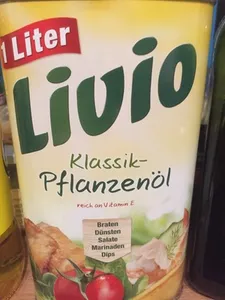 1 Liter
Livio
Klassik-
Pflanzenöl
reich an Vitamin E
Braten
Dünsten
Salate
Marinaden
Dips